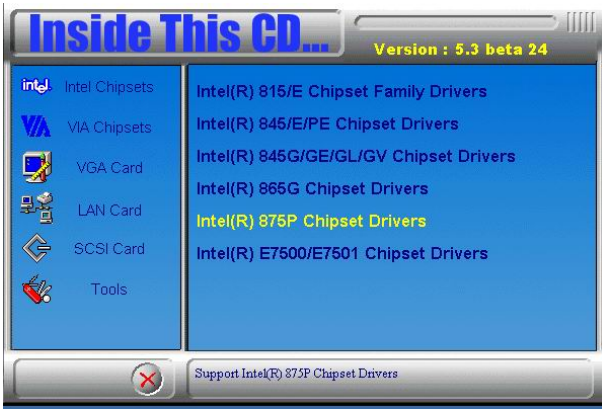 Inside This CD...
Version : 5.3 beta 24
intel
Intel Chipsets
VIA
VIA Chipsets
VGA Card
LAN Card
SCSI Card
Tools
Intel(R) 815/E Chipset Family Drivers
Intel(R) 845/E/PE Chipset Drivers
Intel(R) 845G/GE/GL/GV Chipset Drivers
Intel(R) 865G Chipset Drivers
Intel(R) 875P Chipset Drivers
Intel(R) E7500/E7501 Chipset Drivers
Support Intel(R) 875P Chipset Drivers